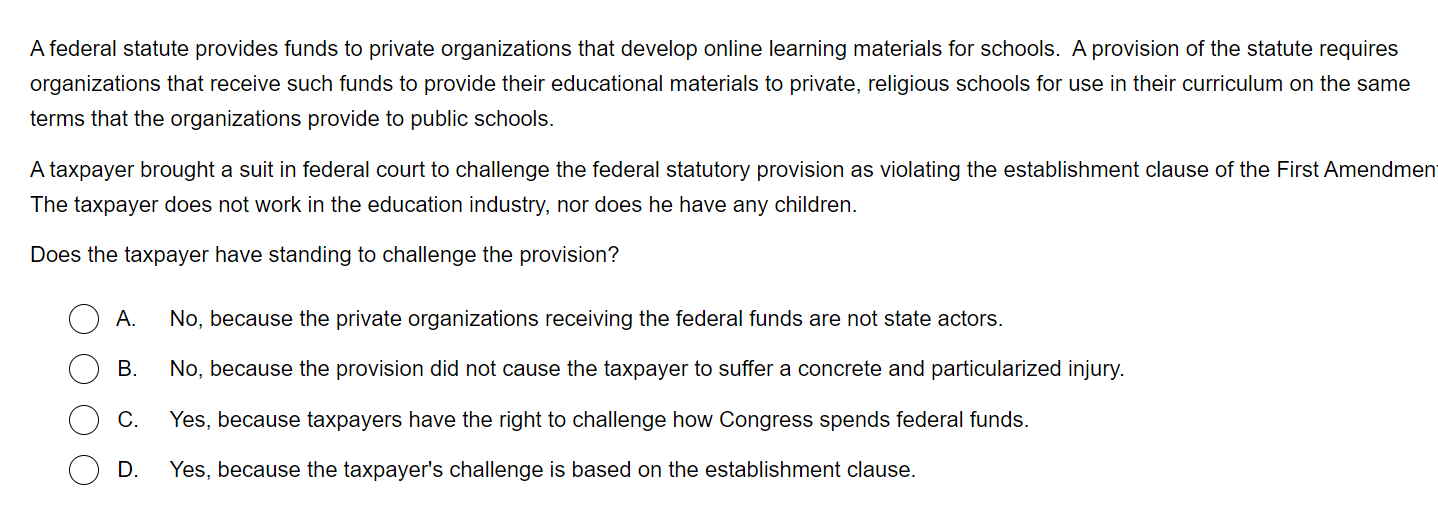 A federal statute provides funds to private organizations that develop online learning materials for schools.  A provision of the statute requires
organizations that receive such funds to provide their educational materials to private, religious schools for use in their curriculum on the same
terms that the organizations provide to public schools.
A taxpayer brought a suit in federal court to challenge the federal statutory provision as violating the establishment clause of the First Amendmen
The taxpayer does not work in the education industry, nor does he have any children.
Does the taxpayer have standing to challenge the provision?
A. No, because the private organizations receiving the federal funds are not state actors.
B. No, because the provision did not cause the taxpayer to suffer a concrete and particularized injury.
C. Yes, because taxpayers have the right to challenge how Congress spends federal funds.
D. Yes, because the taxpayer's challenge is based on the establishment clause.